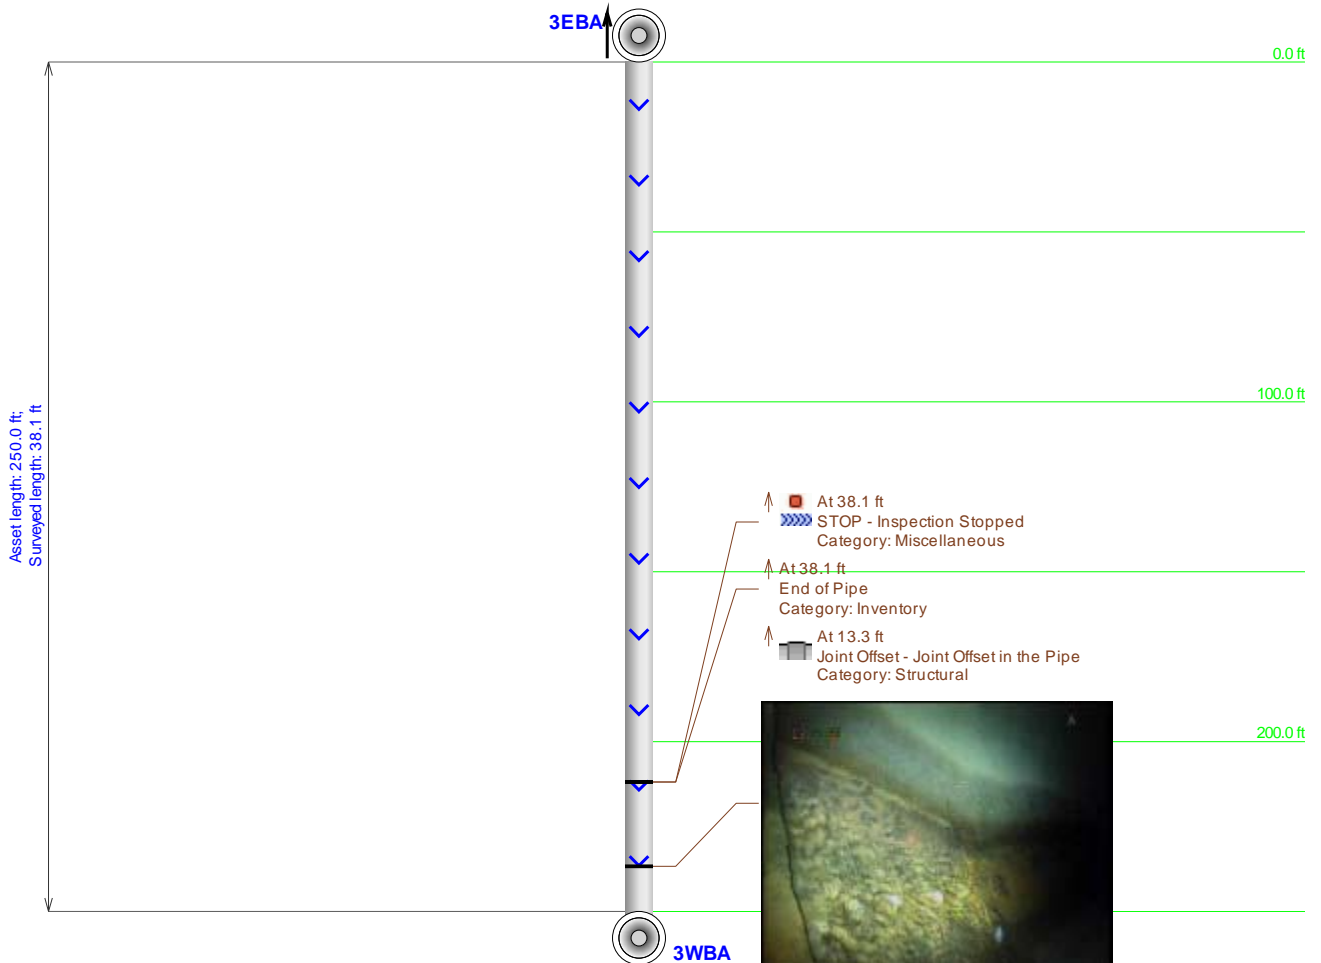 3EBA
0.0 ft
100.0 ft
Asset length: 250.0 ft;
Surveyed length: 38.1 ft
At 38.1 ft
STOP - Inspection Stopped
Category: Miscellaneous
At 38.1 ft
End of Pipe
Category: Inventory
At 13.3 ft
Joint Offset - Joint Offset in the Pipe
Category: Structural
200.0 ft
3WBA